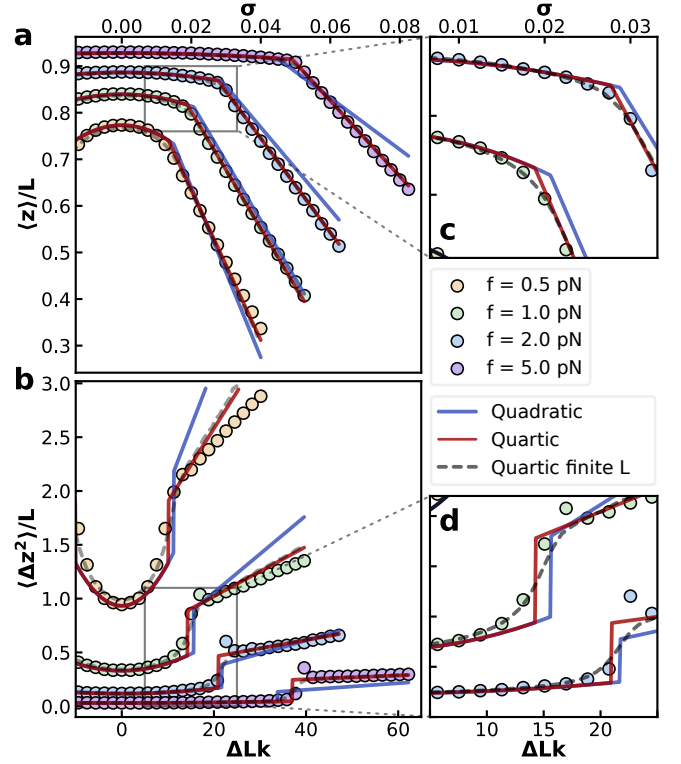 σ
σ
0.00 0.02 0.04 0.06 0.08
0.01 0.02 0.03
a
0.9
0.8
0.7
0.6
0.5
0.4
0.3
⟨z⟩/L
c
f = 0.5 pN
f = 1.0 pN
f = 2.0 pN
f = 5.0 pN
b
3.0
2.5
2.0
1.5
1.0
0.5
0.0
⟨Δz²⟩/L
Quadratic
Quartic
Quartic finite L
d
0 20 40 60
5 10 15 20
ΔLk
ΔLk